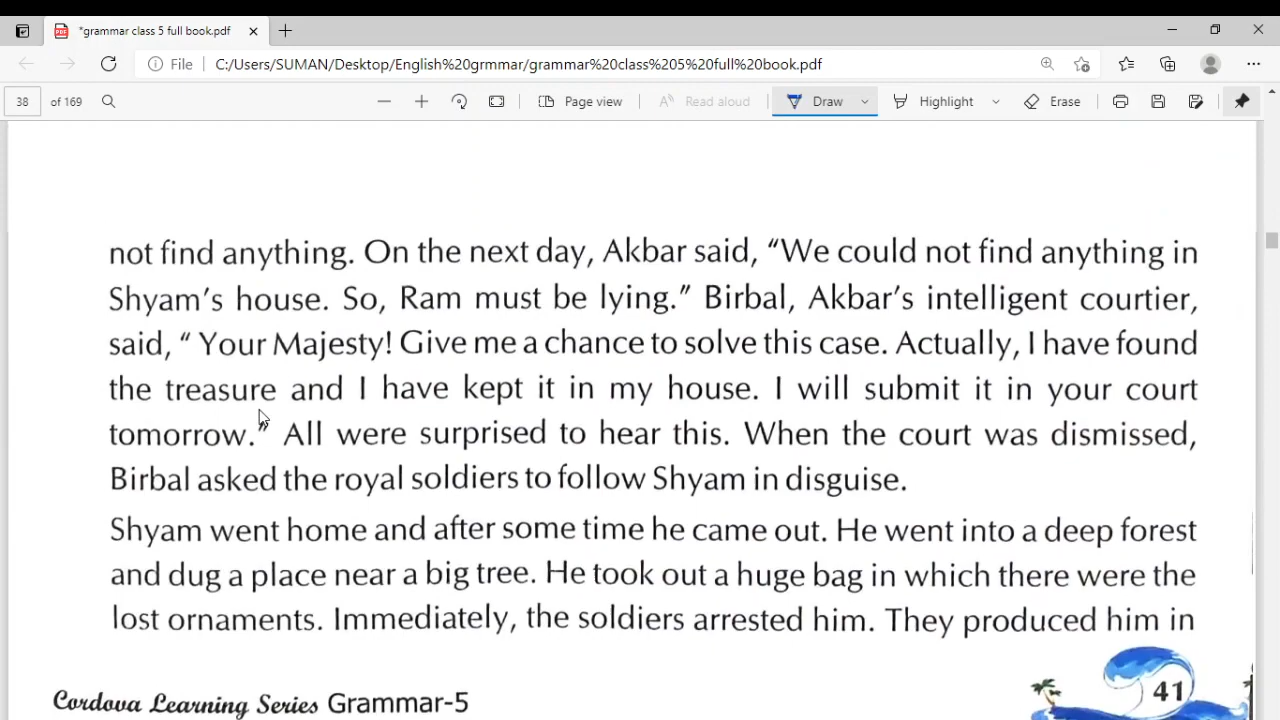 *grammar class 5 full book.pdf
File C:/Users/SUMAN/Desktop/English%20grmmar/grammar%20class%205%20full%20book.pdf
38 of 169 Page view Read aloud Draw Highlight Erase
not find anything. On the next day, Akbar said, “We could not find anything in
Shyam’s house. So, Ram must be lying.” Birbal, Akbar’s intelligent courtier,
said, “ Your Majesty! Give me a chance to solve this case. Actually, I have found
the treasure and I have kept it in my house. I will submit it in your court
tomorrow.” All were surprised to hear this. When the court was dismissed,
Birbal asked the royal soldiers to follow Shyam in disguise.
Shyam went home and after some time he came out. He went into a deep forest
and dug a place near a big tree. He took out a huge bag in which there were the
lost ornaments. Immediately, the soldiers arrested him. They produced him in
Cordova Learning Series Grammar-5
41